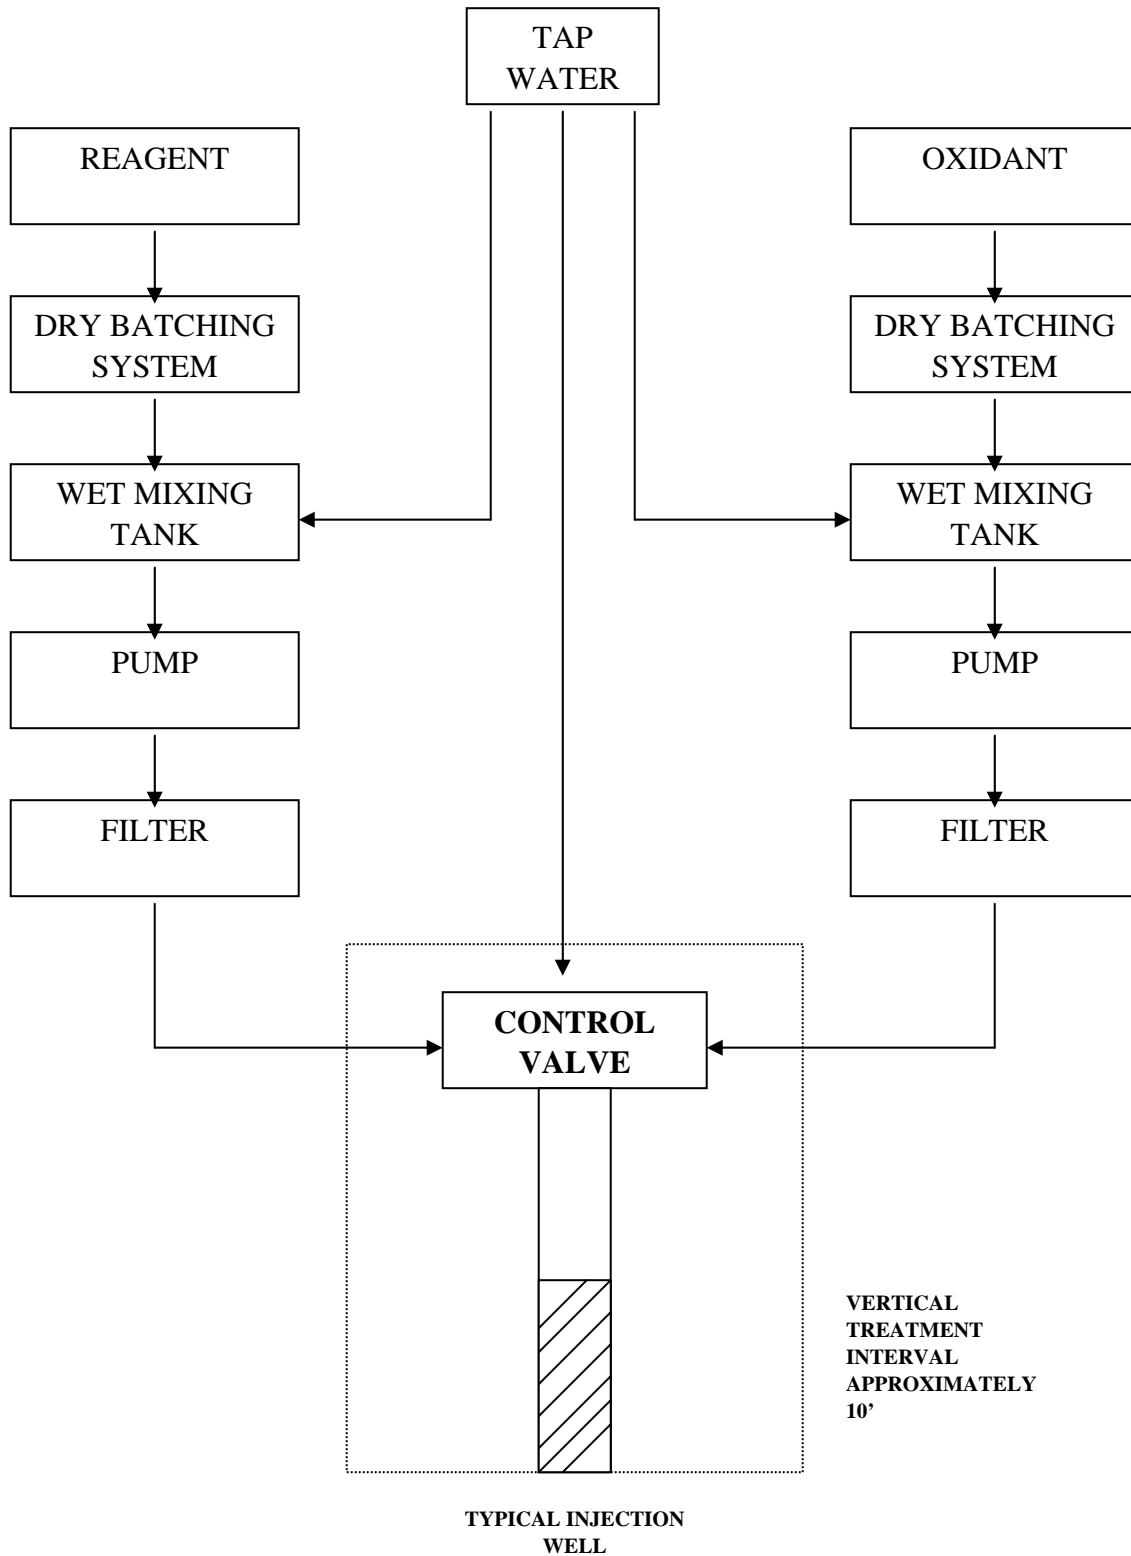 TAP
WATER
REAGENT
OXIDANT
DRY BATCHING
SYSTEM
DRY BATCHING
SYSTEM
WET MIXING
TANK
WET MIXING
TANK
PUMP
PUMP
FILTER
FILTER
CONTROL
VALVE
VERTICAL
TREATMENT
INTERVAL
APPROXIMATELY
10’
TYPICAL INJECTION
WELL